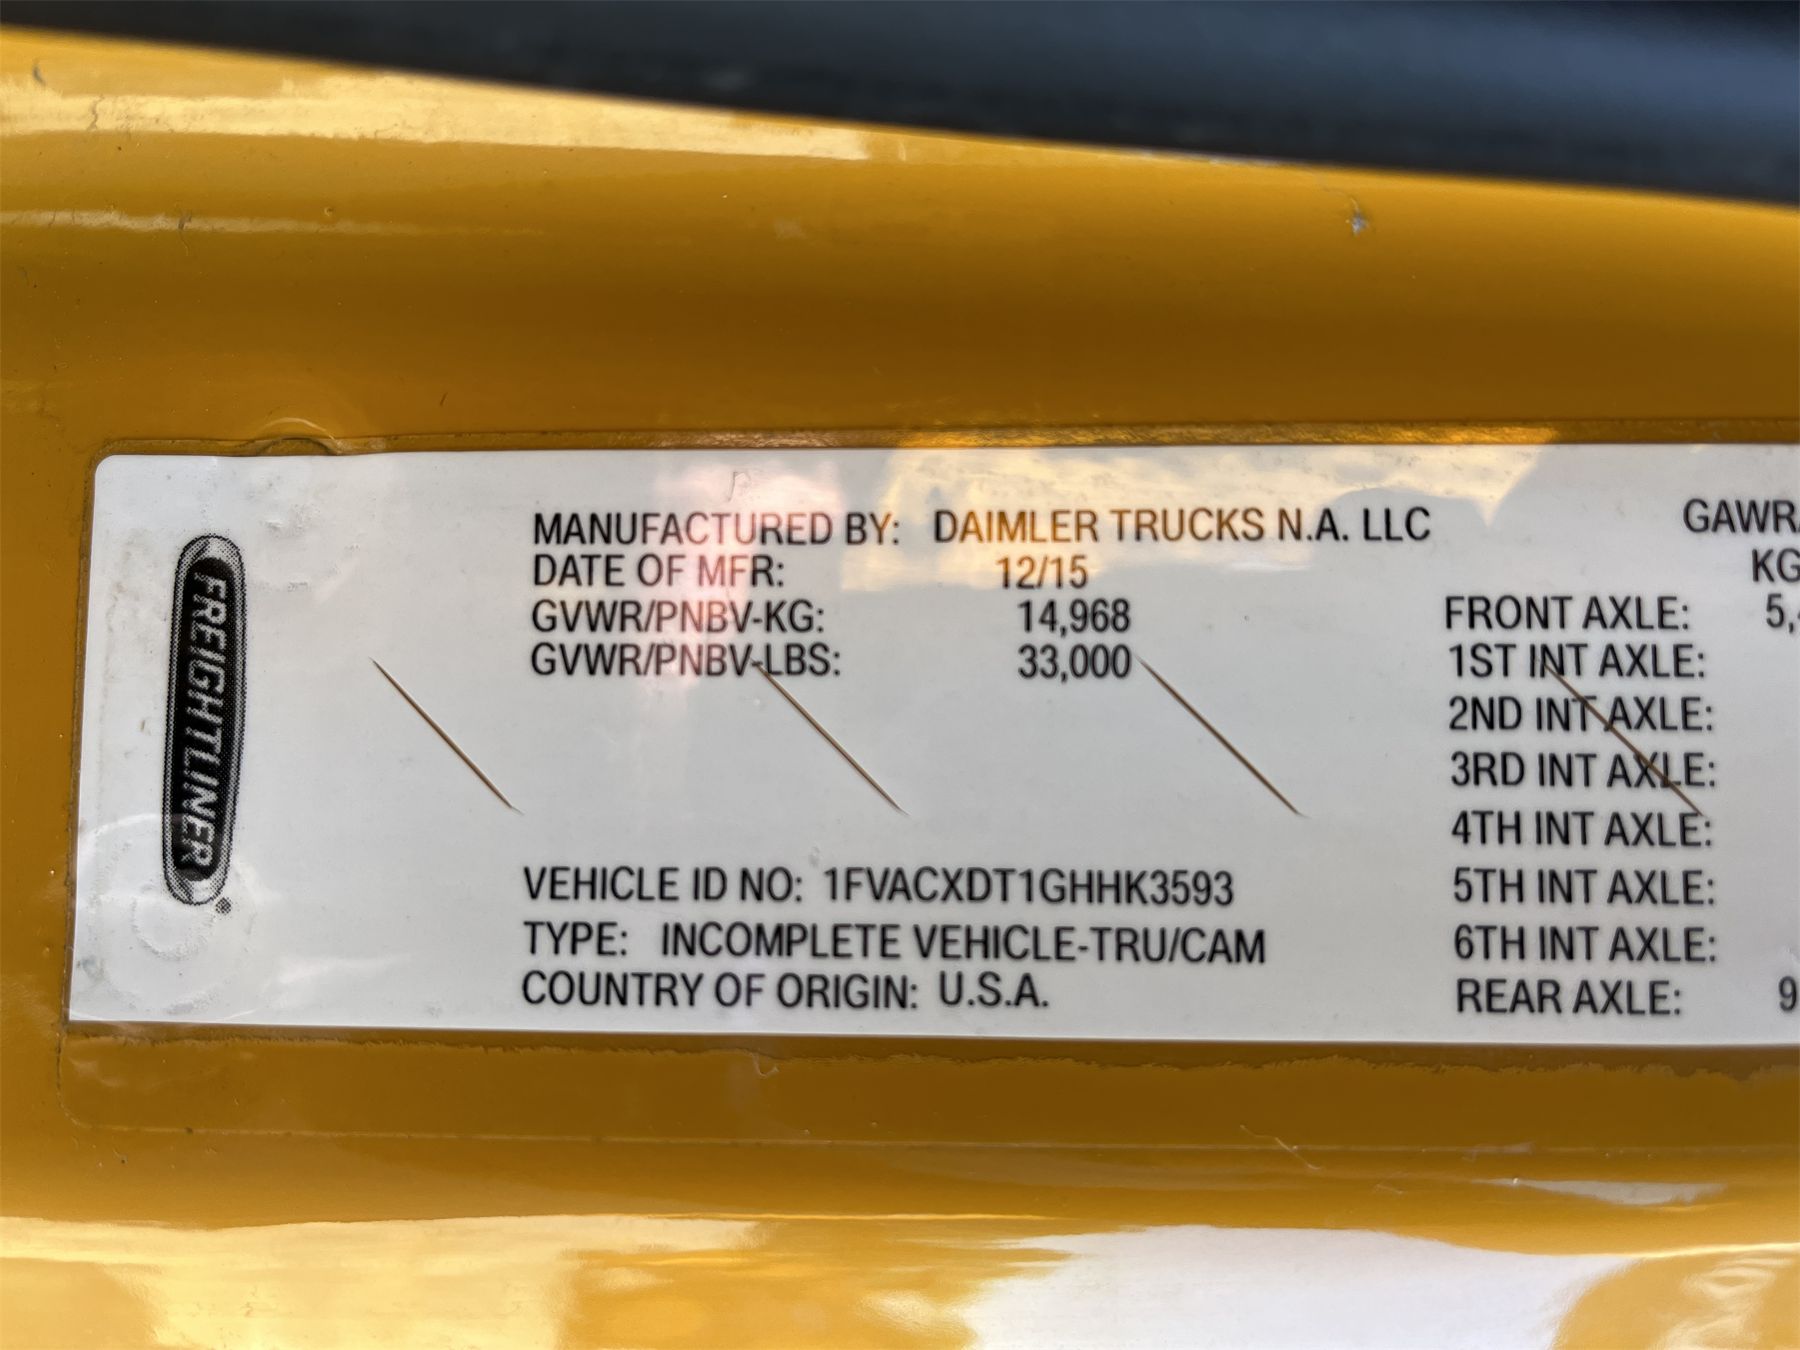 FREIGHTLINER
MANUFACTURED BY: DAIMLER TRUCKS N.A. LLC
DATE OF MFR: 12/15
GVWR/PNBV-KG: 14,968
GVWR/PNBV-LBS: 33,000
VEHICLE ID NO: 1FVACXDT1GHHK3593
TYPE: INCOMPLETE VEHICLE-TRU/CAM
COUNTRY OF ORIGIN: U.S.A.
GAWR/
KG
FRONT AXLE: 5,4
1ST INT AXLE:
2ND INT AXLE:
3RD INT AXLE:
4TH INT AXLE:
5TH INT AXLE:
6TH INT AXLE:
REAR AXLE: 9